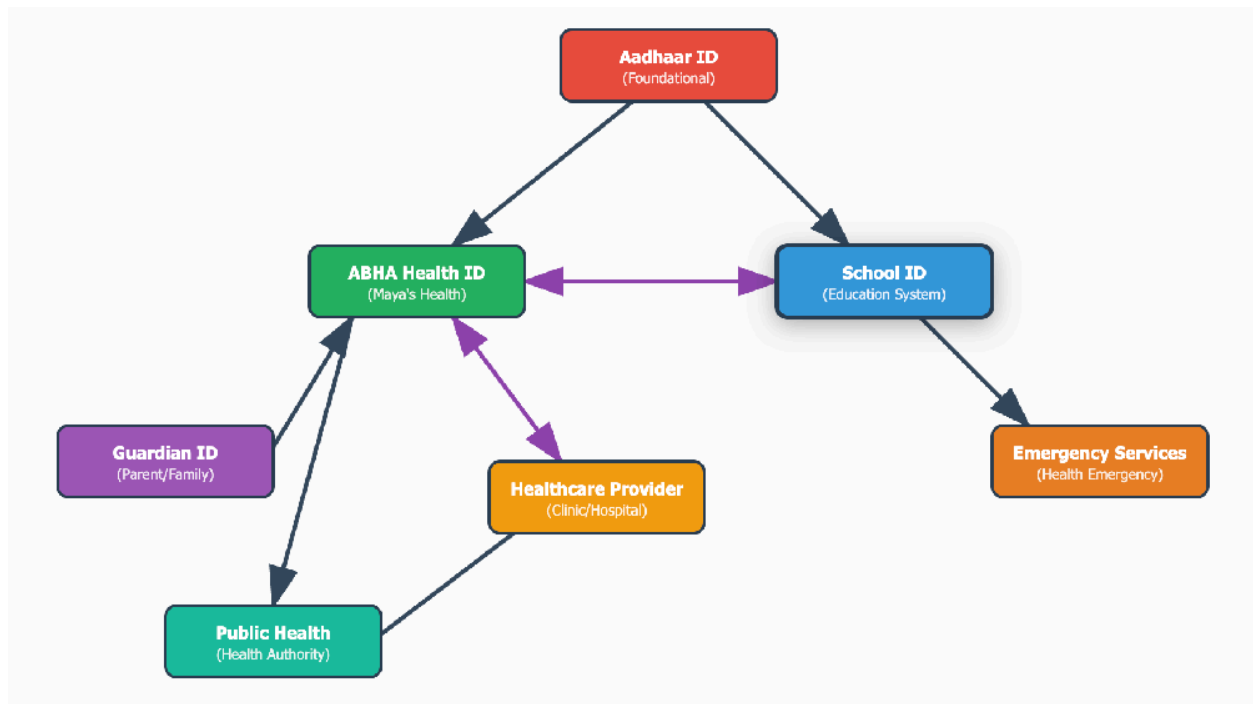 Aadhaar ID
(Foundational)
ABHA Health ID
(Maya's Health)
School ID
(Education System)
Guardian ID
(Parent/Family)
Emergency Services
(Health Emergency)
Healthcare Provider
(Clinic/Hospital)
Public Health
(Health Authority)